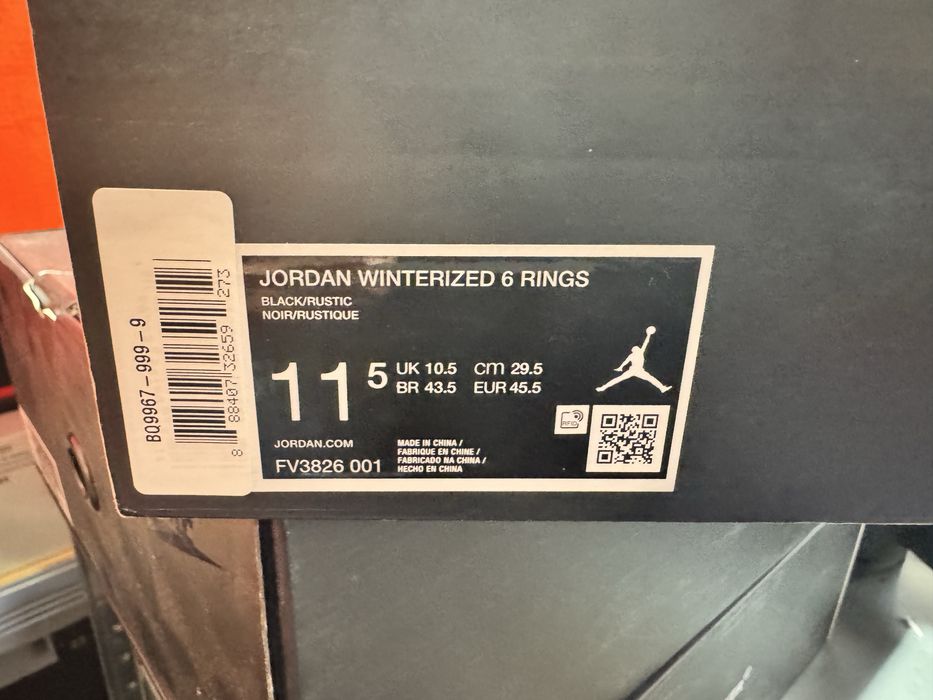 BQ9967-999-9
8 88407 32659 273
JORDAN WINTERIZED 6 RINGS
BLACK/RUSTIC
NOIR/RUSTIQUE
11 5
UK 10.5 cm 29.5
BR 43.5 EUR 45.5
RFID
JORDAN.COM
FV3826 001
MADE IN CHINA /
FABRIQUE EN CHINE /
FABRICADO NA CHINA /
HECHO EN CHINA